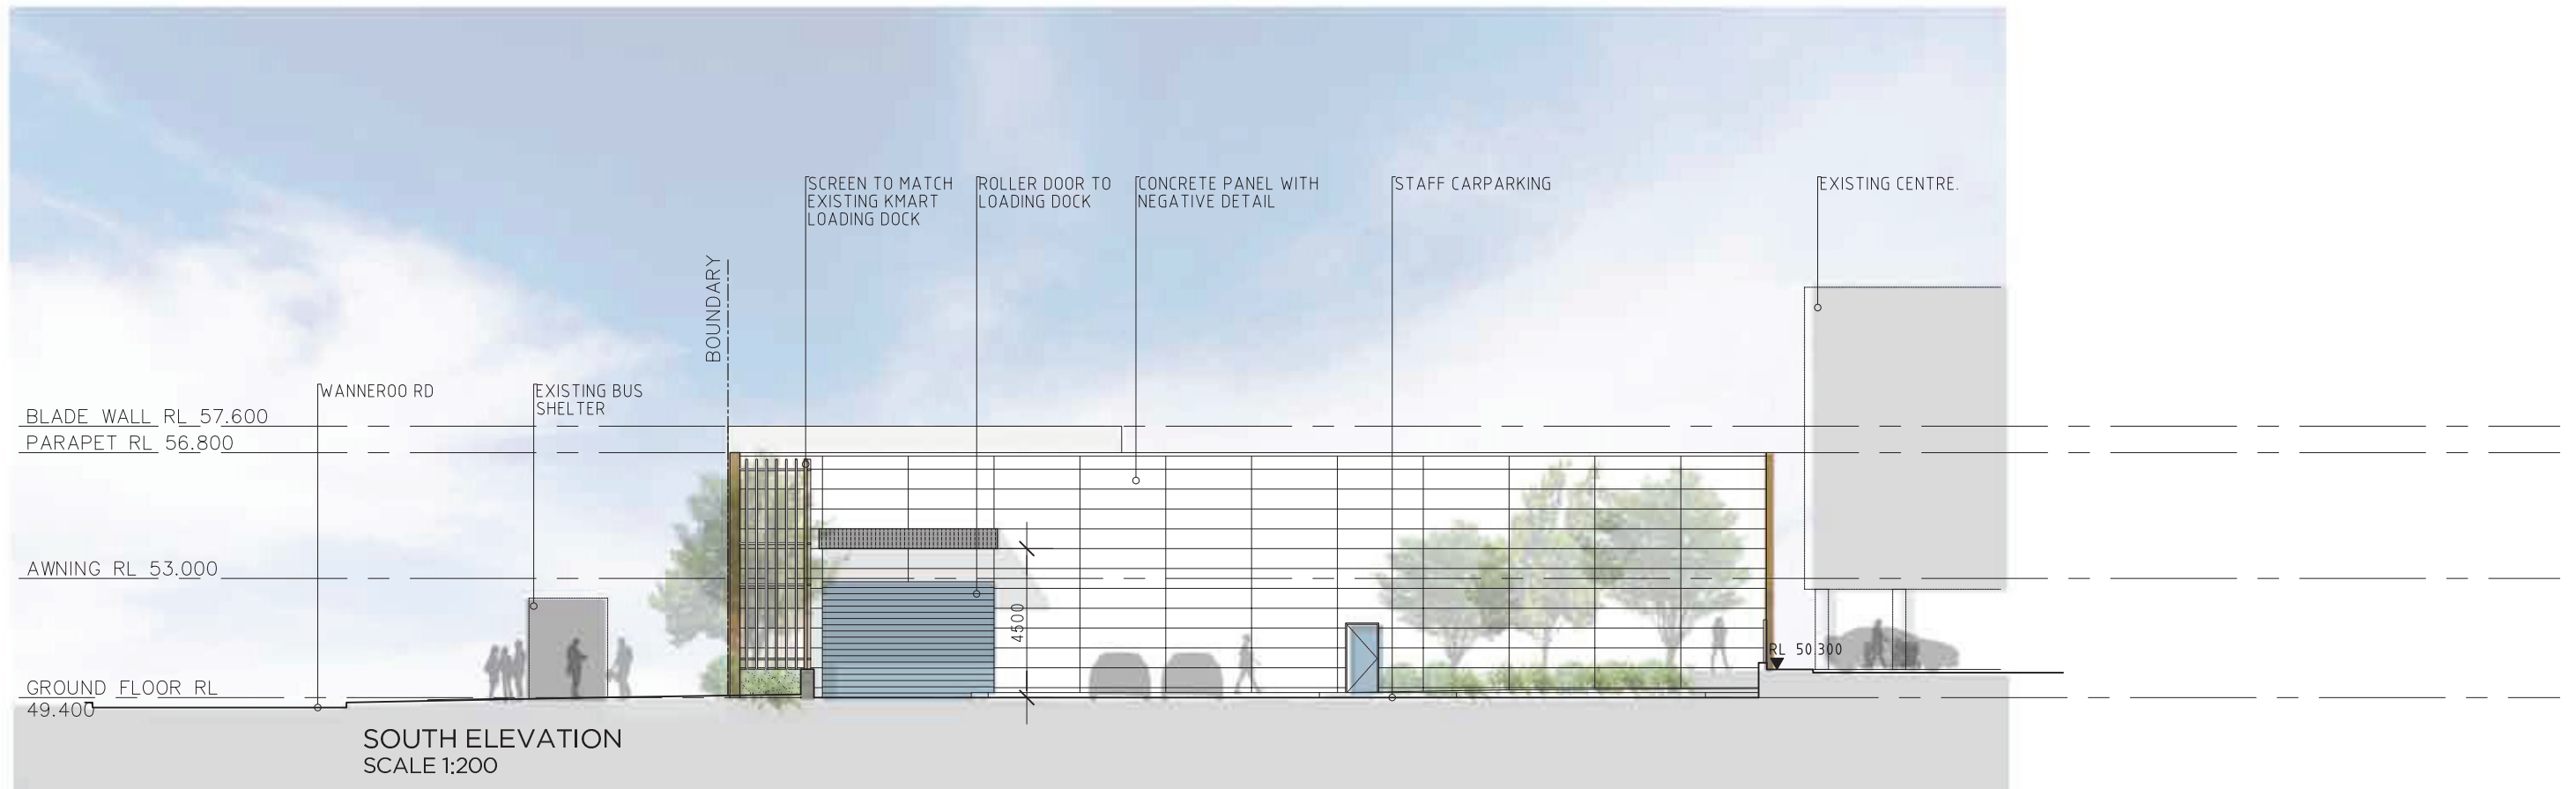 SCREEN TO MATCH
EXISTING KMART
LOADING DOCK
ROLLER DOOR TO
LOADING DOCK
CONCRETE PANEL WITH
NEGATIVE DETAIL
STAFF CARPARKING
EXISTING CENTRE.
BOUNDARY
WANNEROO RD
EXISTING BUS
SHELTER
BLADE WALL RL 57.600
PARAPET RL 56.800
AWNING RL 53.000
4500
RL 50.300
GROUND FLOOR RL
49.400
SOUTH ELEVATION
SCALE 1:200